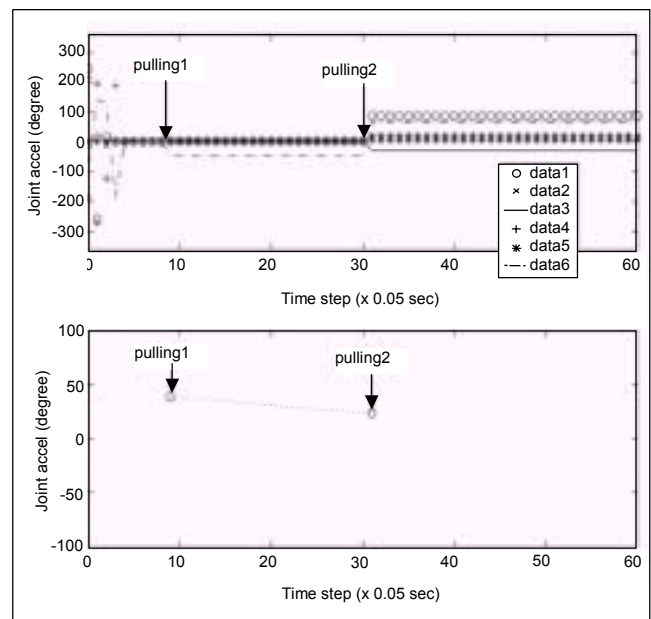 300
200
100
0
-100
-200
-300
Joint accel (degree)
pulling1
pulling2
data1
data2
data3
data4
data5
data6
0 10 20 30 40 50 60
Time step (x 0.05 sec)
100
50
0
-50
-100
Joint accel (degree)
pulling1
pulling2
0 10 20 30 40 50 60
Time step (x 0.05 sec)